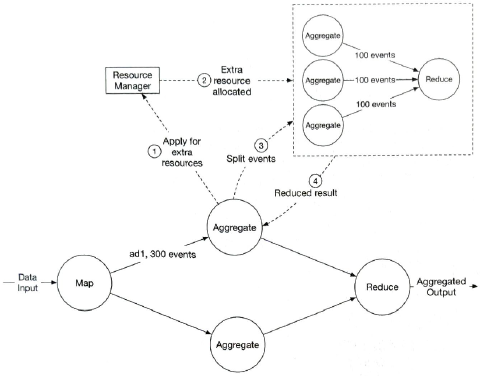 Aggregate
100 events
Resource
Manager
2
Extra
resource
allocated
Aggregate
100 events
Reduce
100 events
Aggregate
1
Apply for
extra
resources
3
Split events
4
Reduced result
Aggregate
ad1, 300 events
Data
Input
Map
Reduce
Aggregated
Output
Aggregate